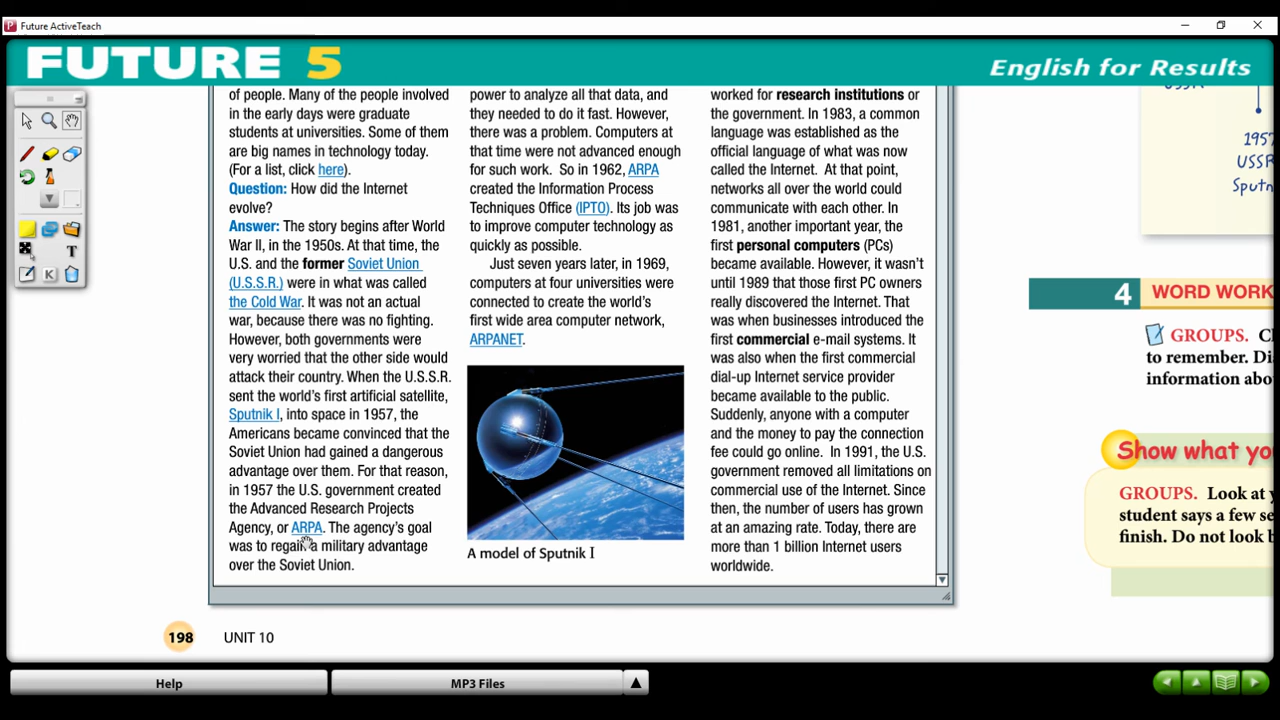 Future ActiveTeach
FUTURE 5
English for Results
of people. Many of the people involved
in the early days were graduate
students at universities. Some of them
are big names in technology today.
(For a list, click here).
Question: How did the Internet
evolve?
Answer: The story begins after World
War II, in the 1950s. At that time, the
U.S. and the former Soviet Union
(U.S.S.R.) were in what was called
the Cold War. It was not an actual
war, because there was no fighting.
However, both governments were
very worried that the other side would
attack their country. When the U.S.S.R.
sent the world's first artificial satellite,
Sputnik I, into space in 1957, the
Americans became convinced that the
Soviet Union had gained a dangerous
advantage over them. For that reason,
in 1957 the U.S. government created
the Advanced Research Projects
Agency, or ARPA. The agency's goal
was to regain a military advantage
over the Soviet Union.
power to analyze all that data, and
they needed to do it fast. However,
there was a problem. Computers at
that time were not advanced enough
for such work. So in 1962, ARPA
created the Information Process
Techniques Office (IPTO). Its job was
to improve computer technology as
quickly as possible.
Just seven years later, in 1969,
computers at four universities were
connected to create the world's
first wide area computer network,
ARPANET.
A model of Sputnik I
worked for research institutions or
the government. In 1983, a common
language was established as the
official language of what was now
called the Internet. At that point,
networks all over the world could
communicate with each other. In
1981, another important year, the
first personal computers (PCs)
became available. However, it wasn't
until 1989 that those first PC owners
really discovered the Internet. That
was when businesses introduced the
first commercial e-mail systems. It
was also when the first commercial
dial-up Internet service provider
became available to the public.
Suddenly, anyone with a computer
and the money to pay the connection
fee could go online. In 1991, the U.S.
government removed all limitations on
commercial use of the Internet. Since
then, the number of users has grown
at an amazing rate. Today, there are
more than 1 billion Internet users
worldwide.
1957
USSR
Sputn
4 WORD WORK
GROUPS. C
to remember. Di
information abo
Show what yo
GROUPS. Look at y
student says a few se
finish. Do not look b
198 UNIT 10
Help
MP3 Files